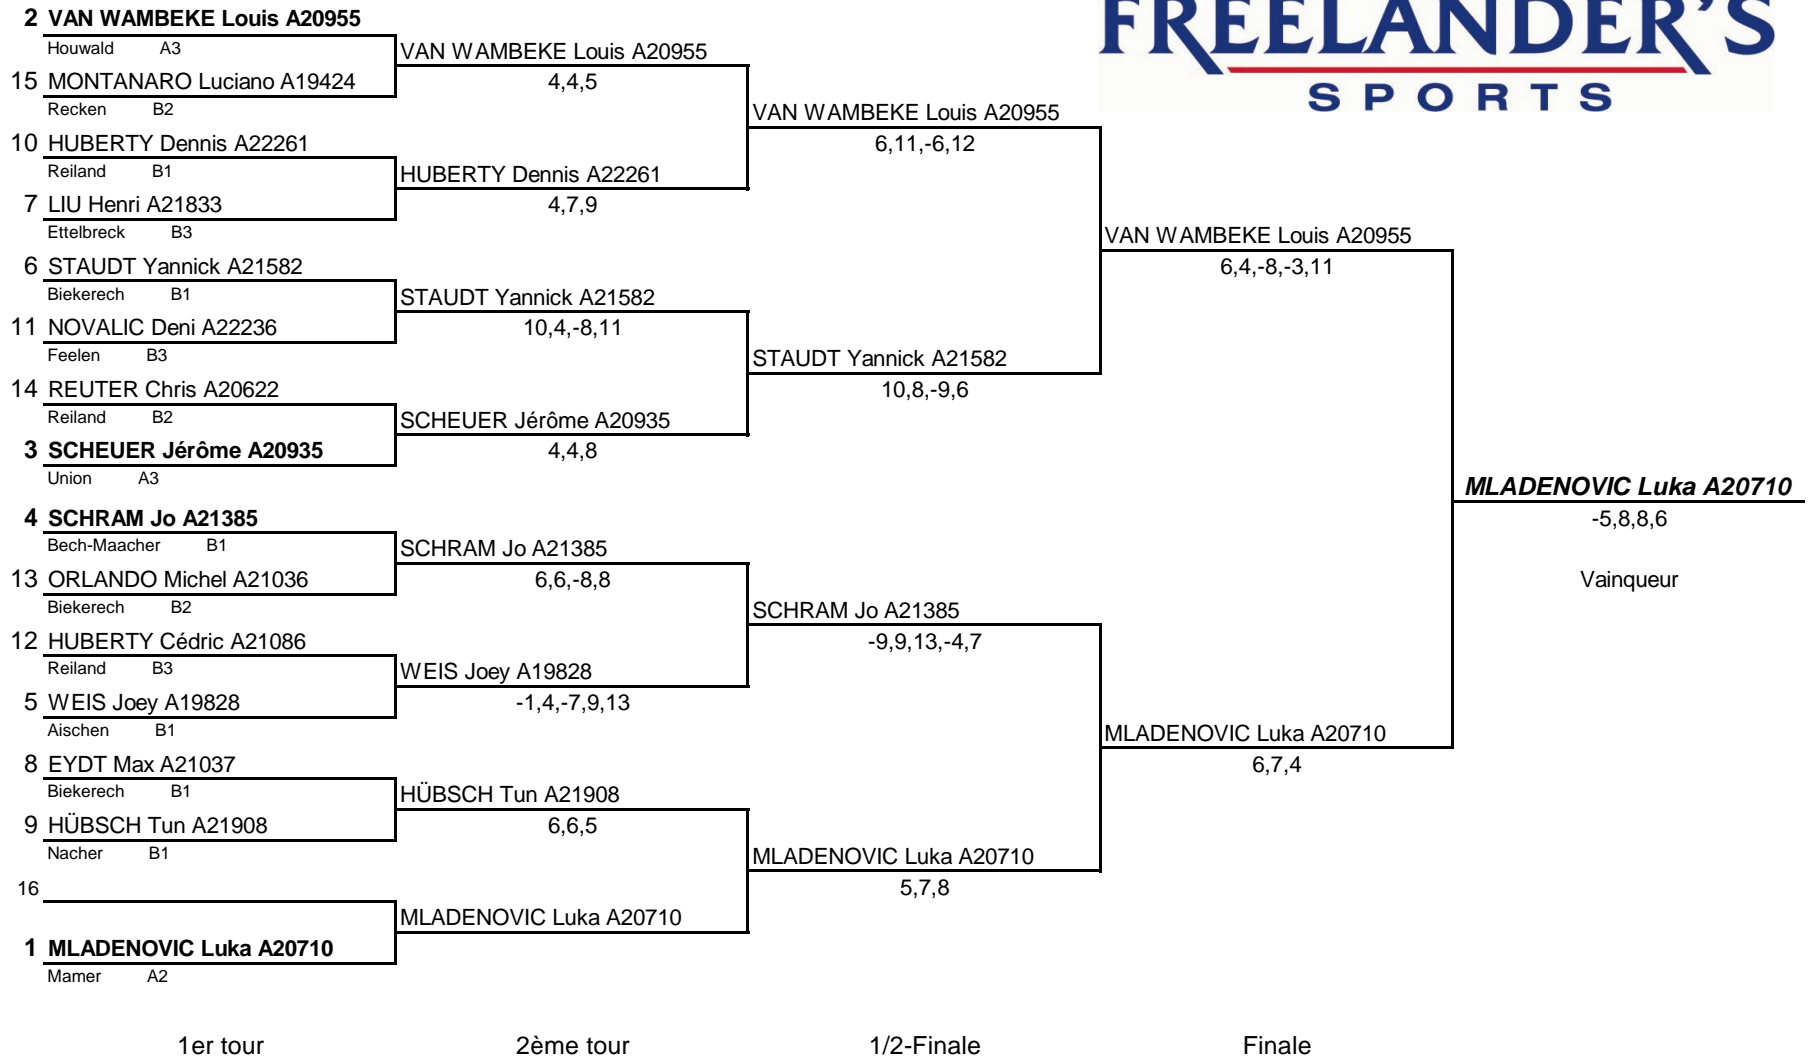 FREELANDER'S
SPORTS
2 VAN WAMBEKE Louis A20955
Houwald A3
VAN WAMBEKE Louis A20955
15 MONTANARO Luciano A19424
4,4,5
Recken B2
VAN WAMBEKE Louis A20955
10 HUBERTY Dennis A22261
6,11,-6,12
Reiland B1
HUBERTY Dennis A22261
7 LIU Henri A21833
4,7,9
Ettelbreck B3
VAN WAMBEKE Louis A20955
6 STAUDT Yannick A21582
6,4,-8,-3,11
Biekerech B1
STAUDT Yannick A21582
11 NOVALIC Deni A22236
10,4,-8,11
Feelen B3
STAUDT Yannick A21582
14 REUTER Chris A20622
10,8,-9,6
Reiland B2
SCHEUER Jérôme A20935
3 SCHEUER Jérôme A20935
4,4,8
Union A3
MLADENOVIC Luka A20710
4 SCHRAM Jo A21385
-5,8,8,6
Bech-Maacher B1
SCHRAM Jo A21385
13 ORLANDO Michel A21036
6,6,-8,8
Vainqueur
Biekerech B2
SCHRAM Jo A21385
12 HUBERTY Cédric A21086
-9,9,13,-4,7
Reiland B3
WEIS Joey A19828
5 WEIS Joey A19828
-1,4,-7,9,13
Aischen B1
MLADENOVIC Luka A20710
8 EYDT Max A21037
6,7,4
Biekerech B1
HÜBSCH Tun A21908
9 HÜBSCH Tun A21908
6,6,5
Nacher B1
MLADENOVIC Luka A20710
16
5,7,8
MLADENOVIC Luka A20710
1 MLADENOVIC Luka A20710
Mamer A2
1er tour 2ème tour 1/2-Finale Finale